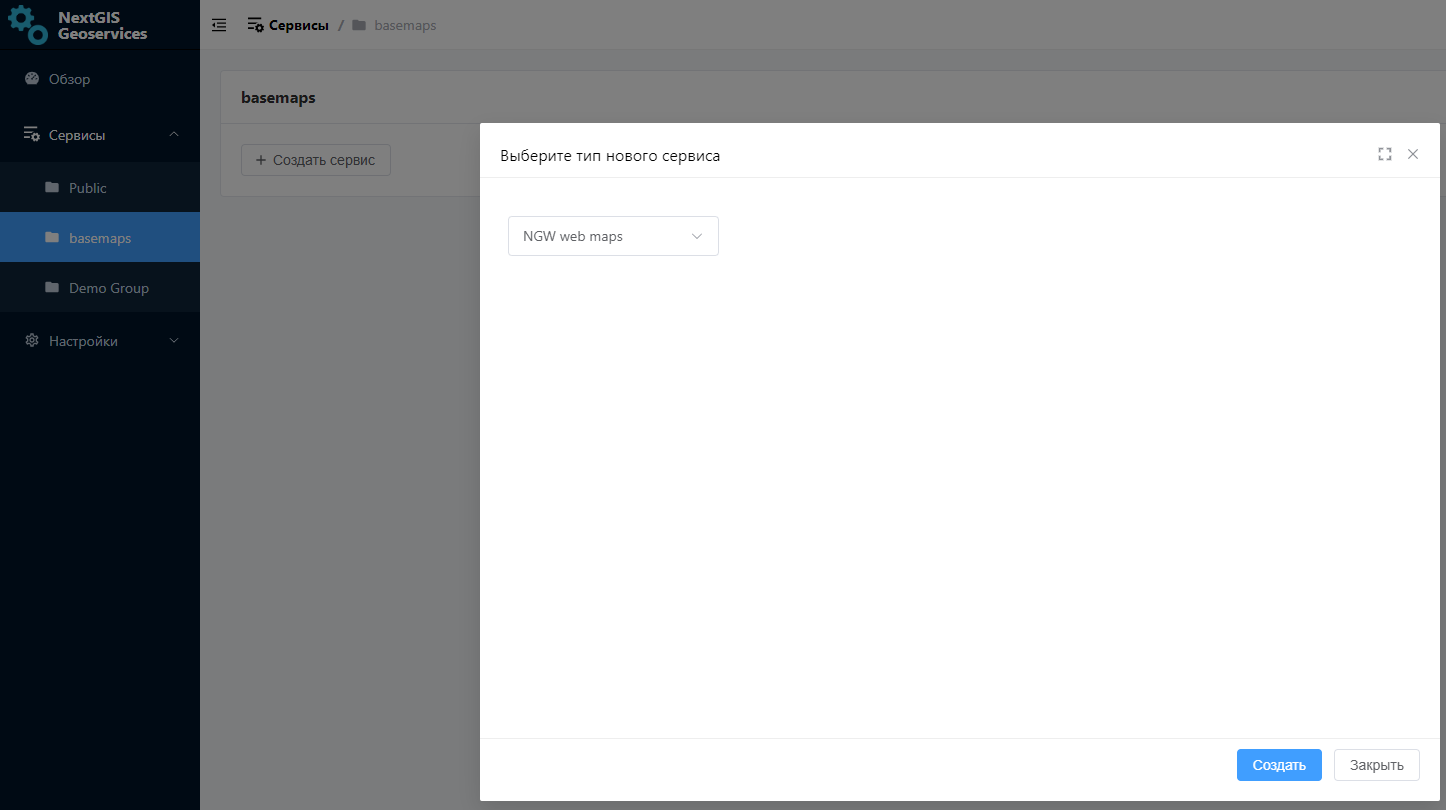 NextGIS
Geoservices
Обзор
Сервисы
Public
basemaps
Demo Group
Настройки
Сервисы / basemaps
basemaps
+ Создать сервис
Выберите тип нового сервиса
NGW web maps
Создать
Закрыть